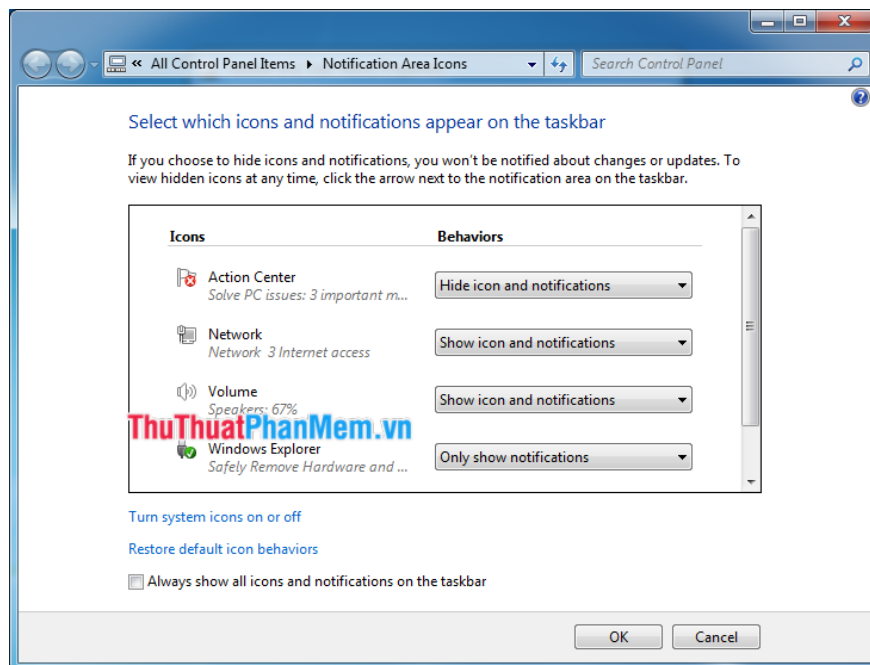 « All Control Panel Items ▸ Notification Area Icons
Search Control Panel
Select which icons and notifications appear on the taskbar
If you choose to hide icons and notifications, you won't be notified about changes or updates. To
view hidden icons at any time, click the arrow next to the notification area on the taskbar.
Icons Behaviors
Action Center
Solve PC issues: 3 important m...
Hide icon and notifications
Network
Network 3 Internet access
Show icon and notifications
Volume
Speakers: 67%
Show icon and notifications
ThuThuatPhanMem.vn
Windows Explorer
Safely Remove Hardware and ...
Only show notifications
Turn system icons on or off
Restore default icon behaviors
Always show all icons and notifications on the taskbar
OK Cancel